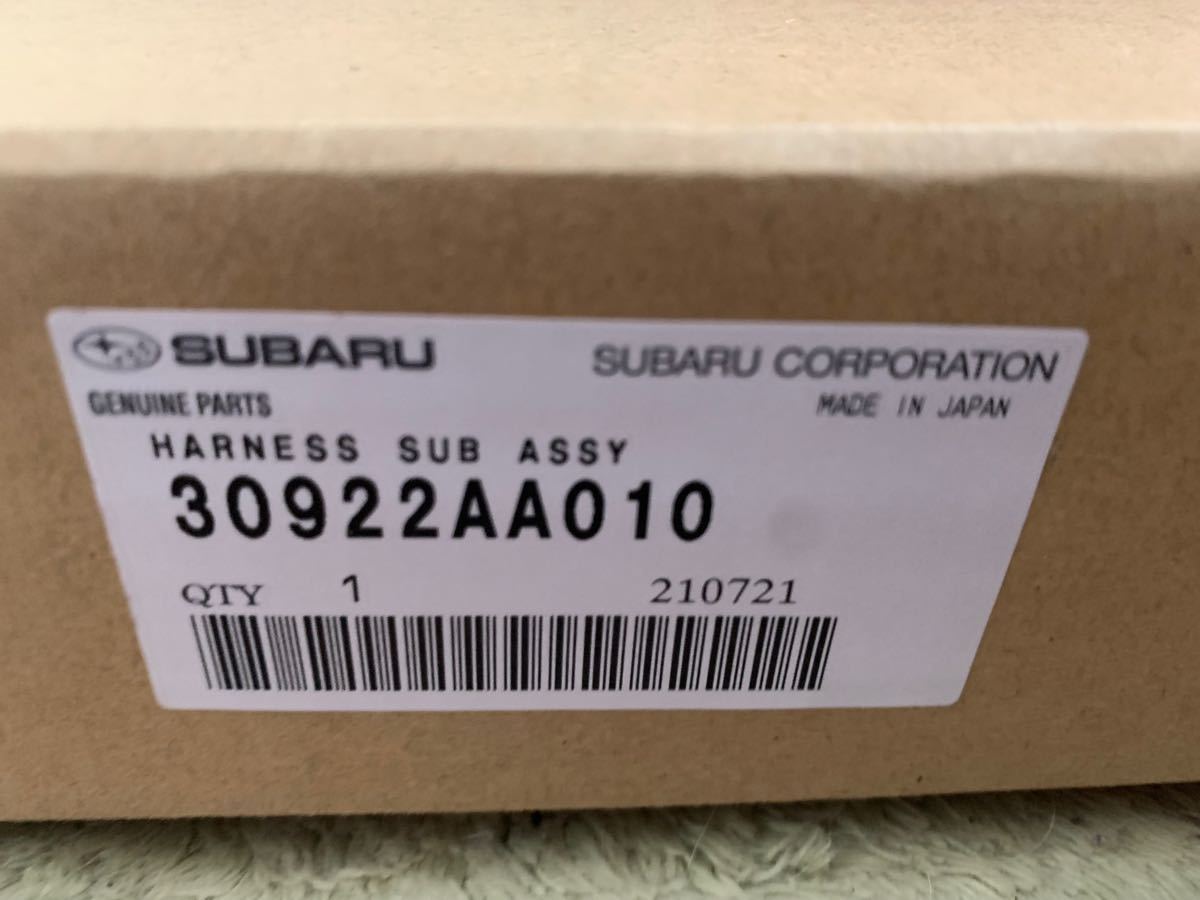 SUBARU
SUBARU CORPORATION
GENUINE PARTS
MADE IN JAPAN
HARNESS SUB ASSY
30922AA010
QTY 1 210721